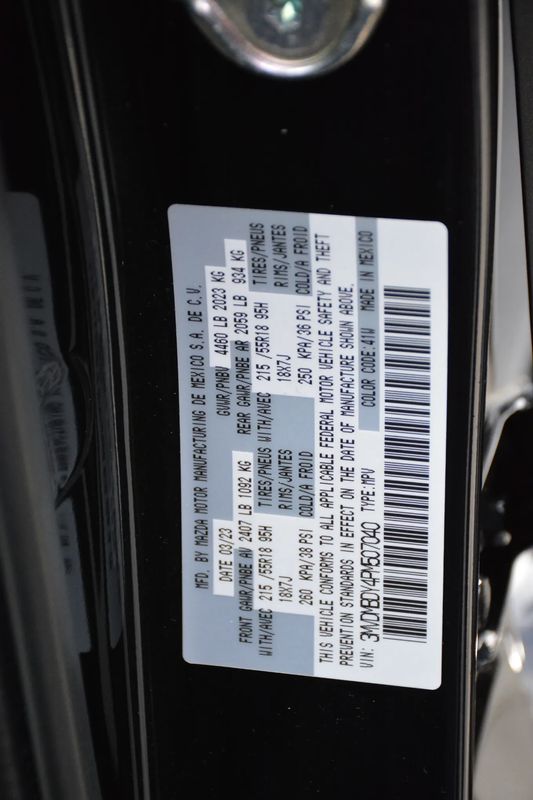 MFD. BY MAZDA MOTOR MANUFACTURING DE MEXICO S.A. DE C.V.
DATE 03/23 GVWR/PNBV 4460 LB 2023 KG
FRONT GAWR/PNBE AV 2407 LB 1092 KG REAR GAWR/PNBE AR 2059 LB 934 KG
WITH/AVEC 215 /55R18 95H TIRES/PNEUS WITH/AVEC 215 /55R18 95H TIRES/PNEUS
18X7J RIMS/JANTES 18X7J RIMS/JANTES
260 KPA/38 PSI COLD/A FROID 250 KPA/36 PSI COLD/A FROID
THIS VEHICLE CONFORMS TO ALL APPLICABLE FEDERAL MOTOR VEHICLE SAFETY AND THEFT
PREVENTION STANDARDS IN EFFECT ON THE DATE OF MANUFACTURE SHOWN ABOVE.
VIN: 3MVDMBDY4PM507040 TYPE:MPV COLOR CODE:41W MADE IN MEXICO